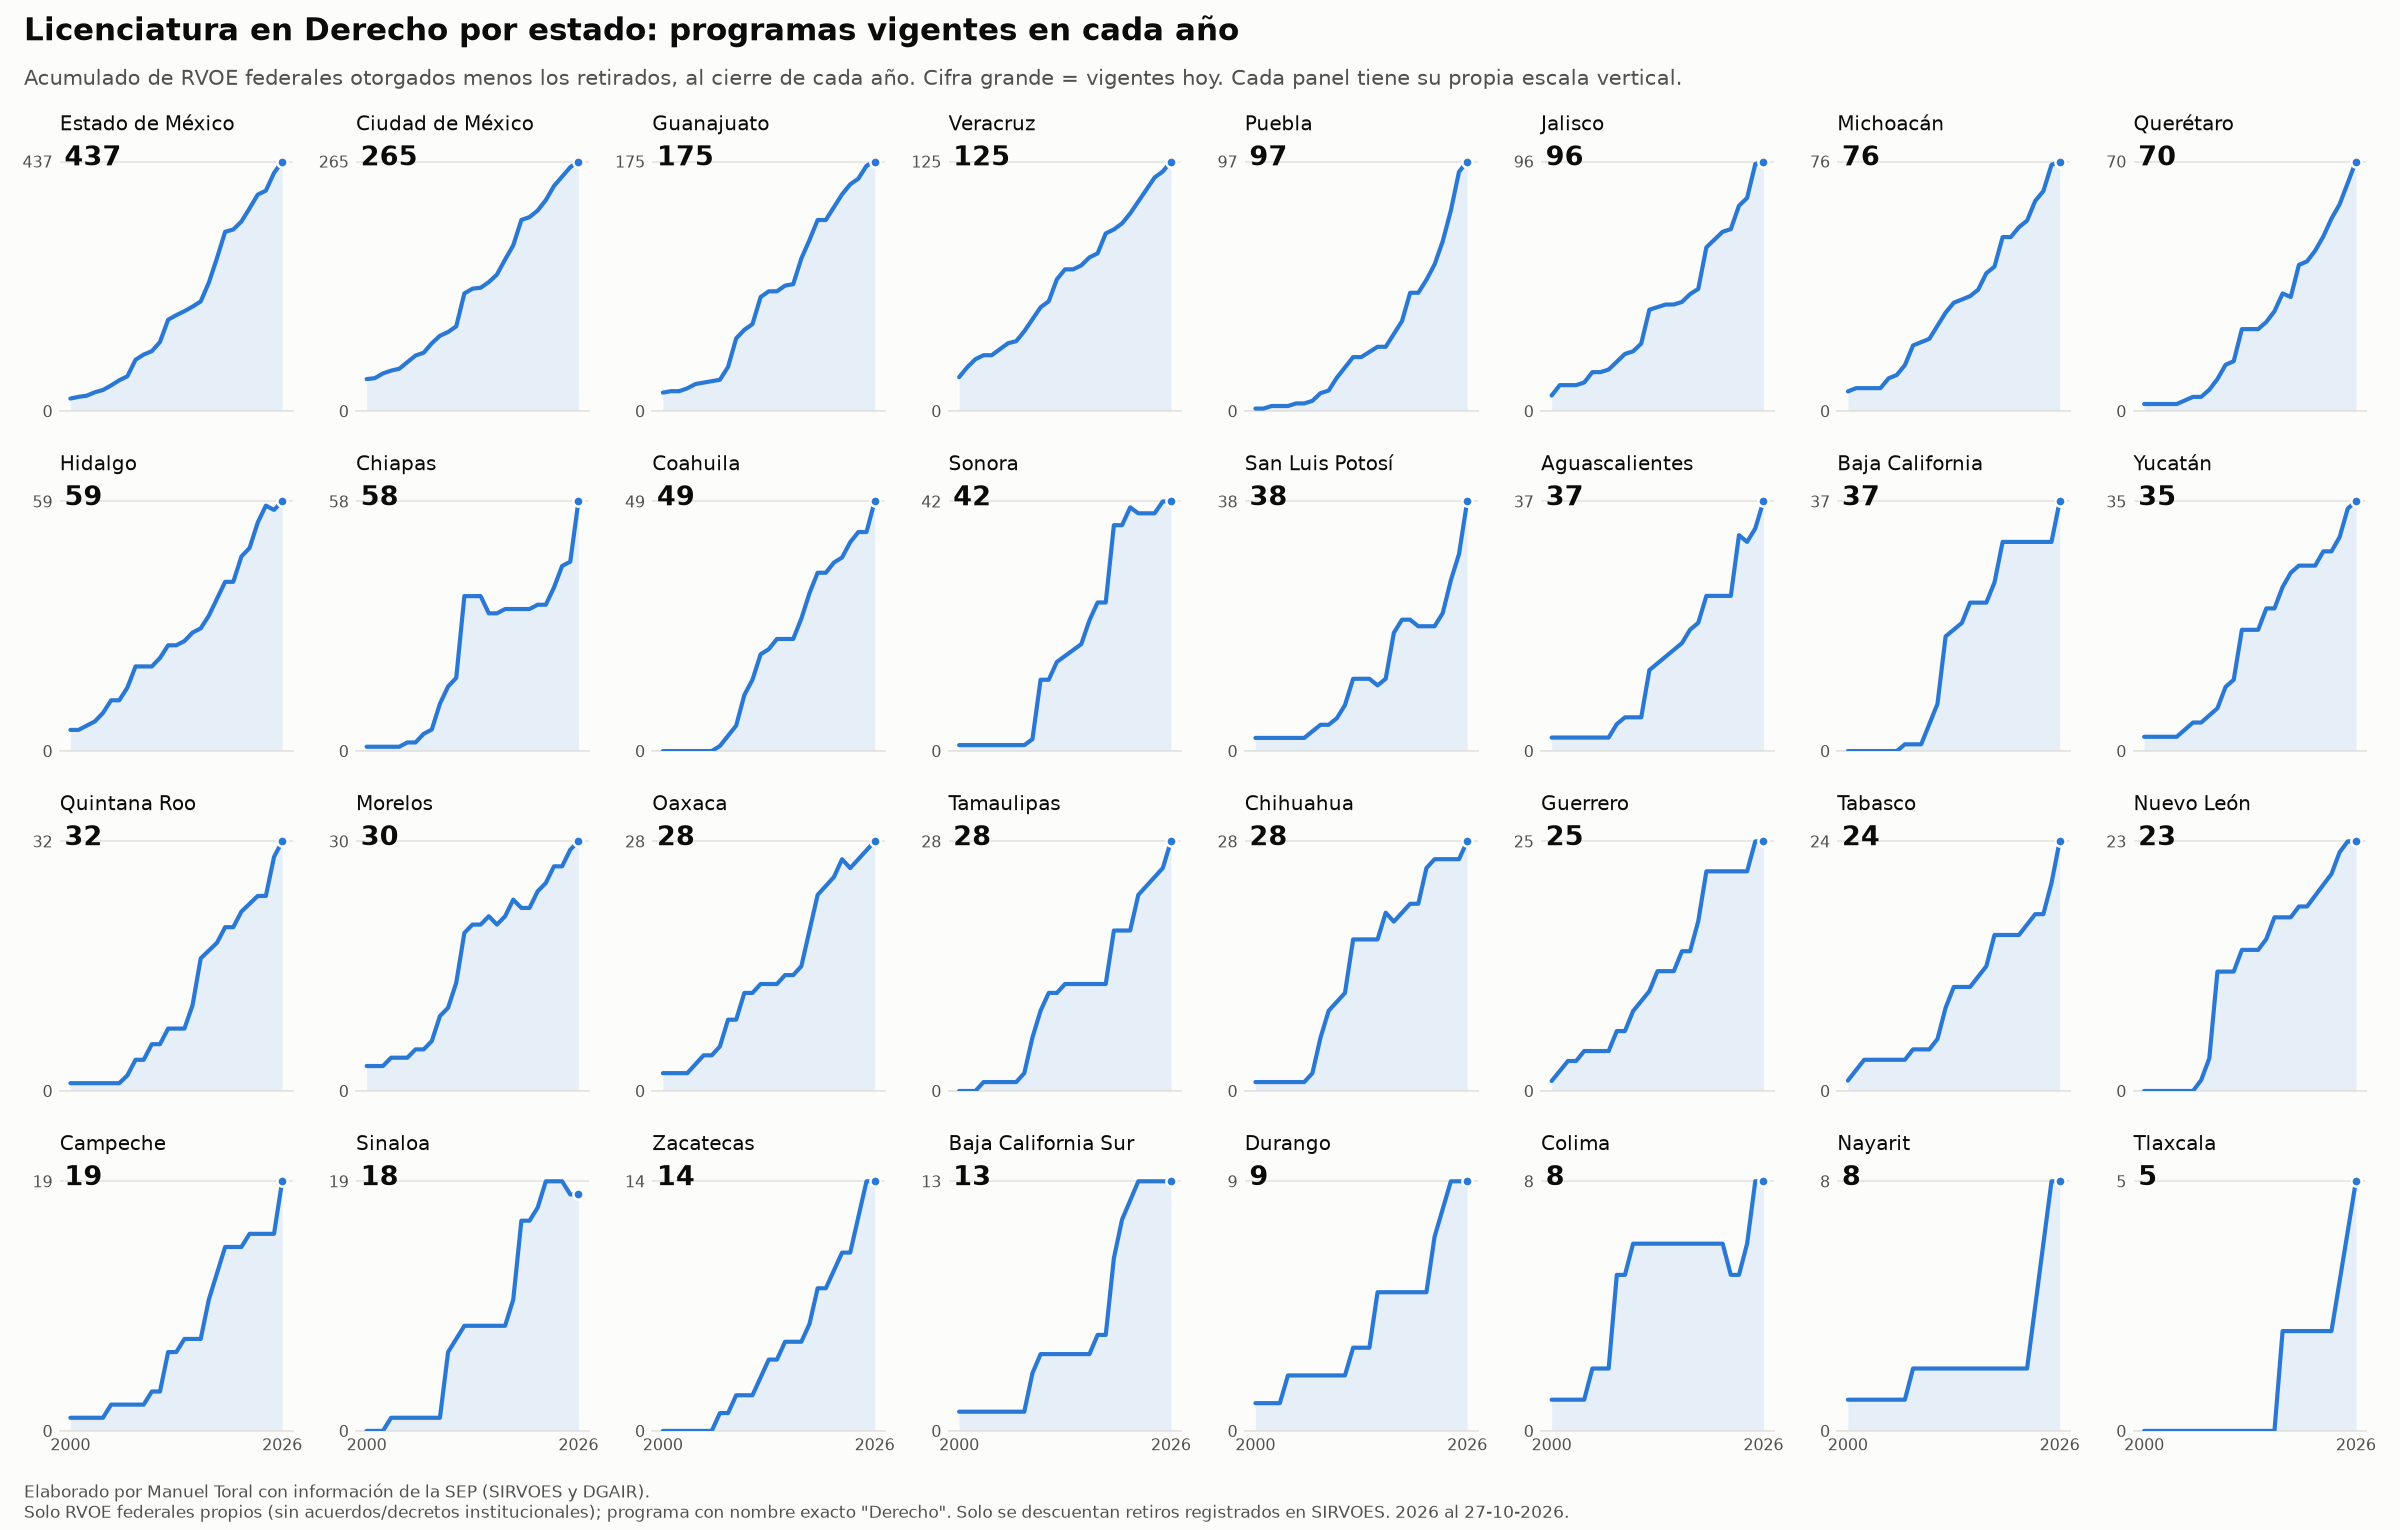 Licenciatura en Derecho por estado: programas vigentes en cada año
Acumulado de RVOE federales otorgados menos los retirados, al cierre de cada año. Cifra grande = vigentes hoy. Cada panel tiene su propia escala vertical.
Estado de México
437
437
0
Ciudad de México
265
265
0
Guanajuato
175
175
0
Veracruz
125
125
0
Puebla
97
97
0
Jalisco
96
96
0
Michoacán
76
76
0
Querétaro
70
70
0
Hidalgo
59
59
0
Chiapas
58
58
0
Coahuila
49
49
0
Sonora
42
42
0
San Luis Potosí
38
38
0
Aguascalientes
37
37
0
Baja California
37
37
0
Yucatán
35
35
0
Quintana Roo
32
32
0
Morelos
30
30
0
Oaxaca
28
28
0
Tamaulipas
28
28
0
Chihuahua
28
28
0
Guerrero
25
25
0
Tabasco
24
24
0
Nuevo León
23
23
0
Campeche
19
19
0
2000 2026
Sinaloa
19
18
0
2000 2026
Zacatecas
14
14
0
2000 2026
Baja California Sur
13
13
0
2000 2026
Durango
9
9
0
2000 2026
Colima
8
8
0
2000 2026
Nayarit
8
8
0
2000 2026
Tlaxcala
5
5
0
2000 2026
Elaborado por Manuel Toral con información de la SEP (SIRVOES y DGAIR).
Solo RVOE federales propios (sin acuerdos/decretos institucionales); programa con nombre exacto "Derecho". Solo se descuentan retiros registrados en SIRVOES. 2026 al 27-10-2026.